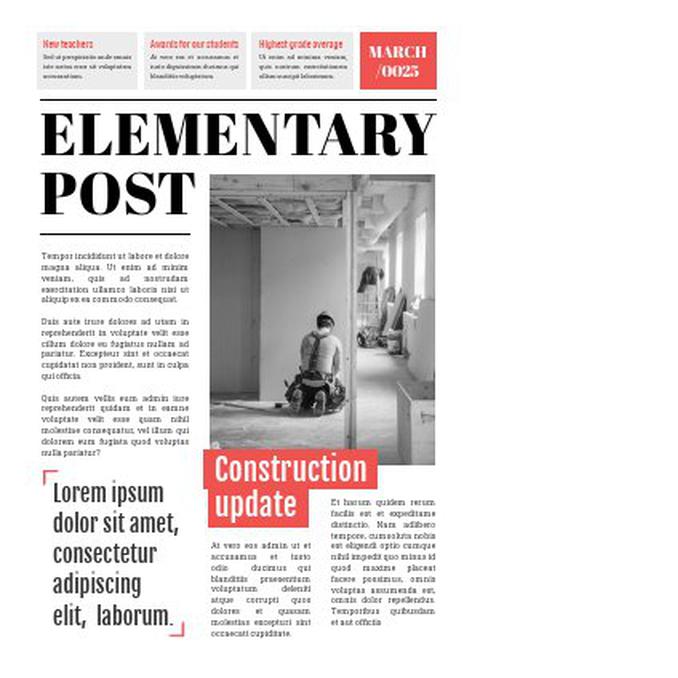 New teachers
Sed ut perspiciatis unde omnis
iste natus error sit voluptatem
accusantium.
Awards for our students
At vero eos et accusamus et
iusto dignissimos ducimus qui
blanditiis voluptatum.
Highest grade average
Ut enim ad minima veniam,
quis nostrum exercitationem
ullam suscipit laboriosam.
MARCH
/0025
ELEMENTARY
POST
Tempor incididunt ut labore et dolore
magna aliqua. Ut enim ad minim
veniam, quis ad nostrudam
exercitation ullamco laboris nisi ut
aliquip ex ea commodo consequat.
Duis aute irure dolores ad utam in
reprehenderit in voluptate velit esse
cillum dolore eu fugiatus nullam ad
pariatur. Excepteur sint et occaecat
cupidatat non proident, sunt in culpa
qui officia.
Quis autem vellis eum admin iure
reprehenderit quidam et in eamne
voluptate velit esse quam nihil
molestiae consequatur, vel illum qui
dolorem eum fugiata quod voluptas
nulla pariatur?
Lorem ipsum
dolor sit amet,
consectetur
adipiscing
elit, laborum.
Construction
update
At vero eos admin ut et
accusamus et iusto
odio ducimus qui
blanditiis praesentium
voluptatum deleniti
atque corrupti quos
dolores et quasam
molestias excepturi sint
occaecati cupiditate.
Et harum quidem rerum
facilis est et expeditame
distinctio. Nam adlibero
tempore, cumsoluta nobis
est eligendi optio cumque
nihil impedit quo minus id
quod maxime placeat
facere possimus, omnis
voluptas assumenda est,
omnis dolor repellendus.
Temporibus quibusdam
et aut officiis